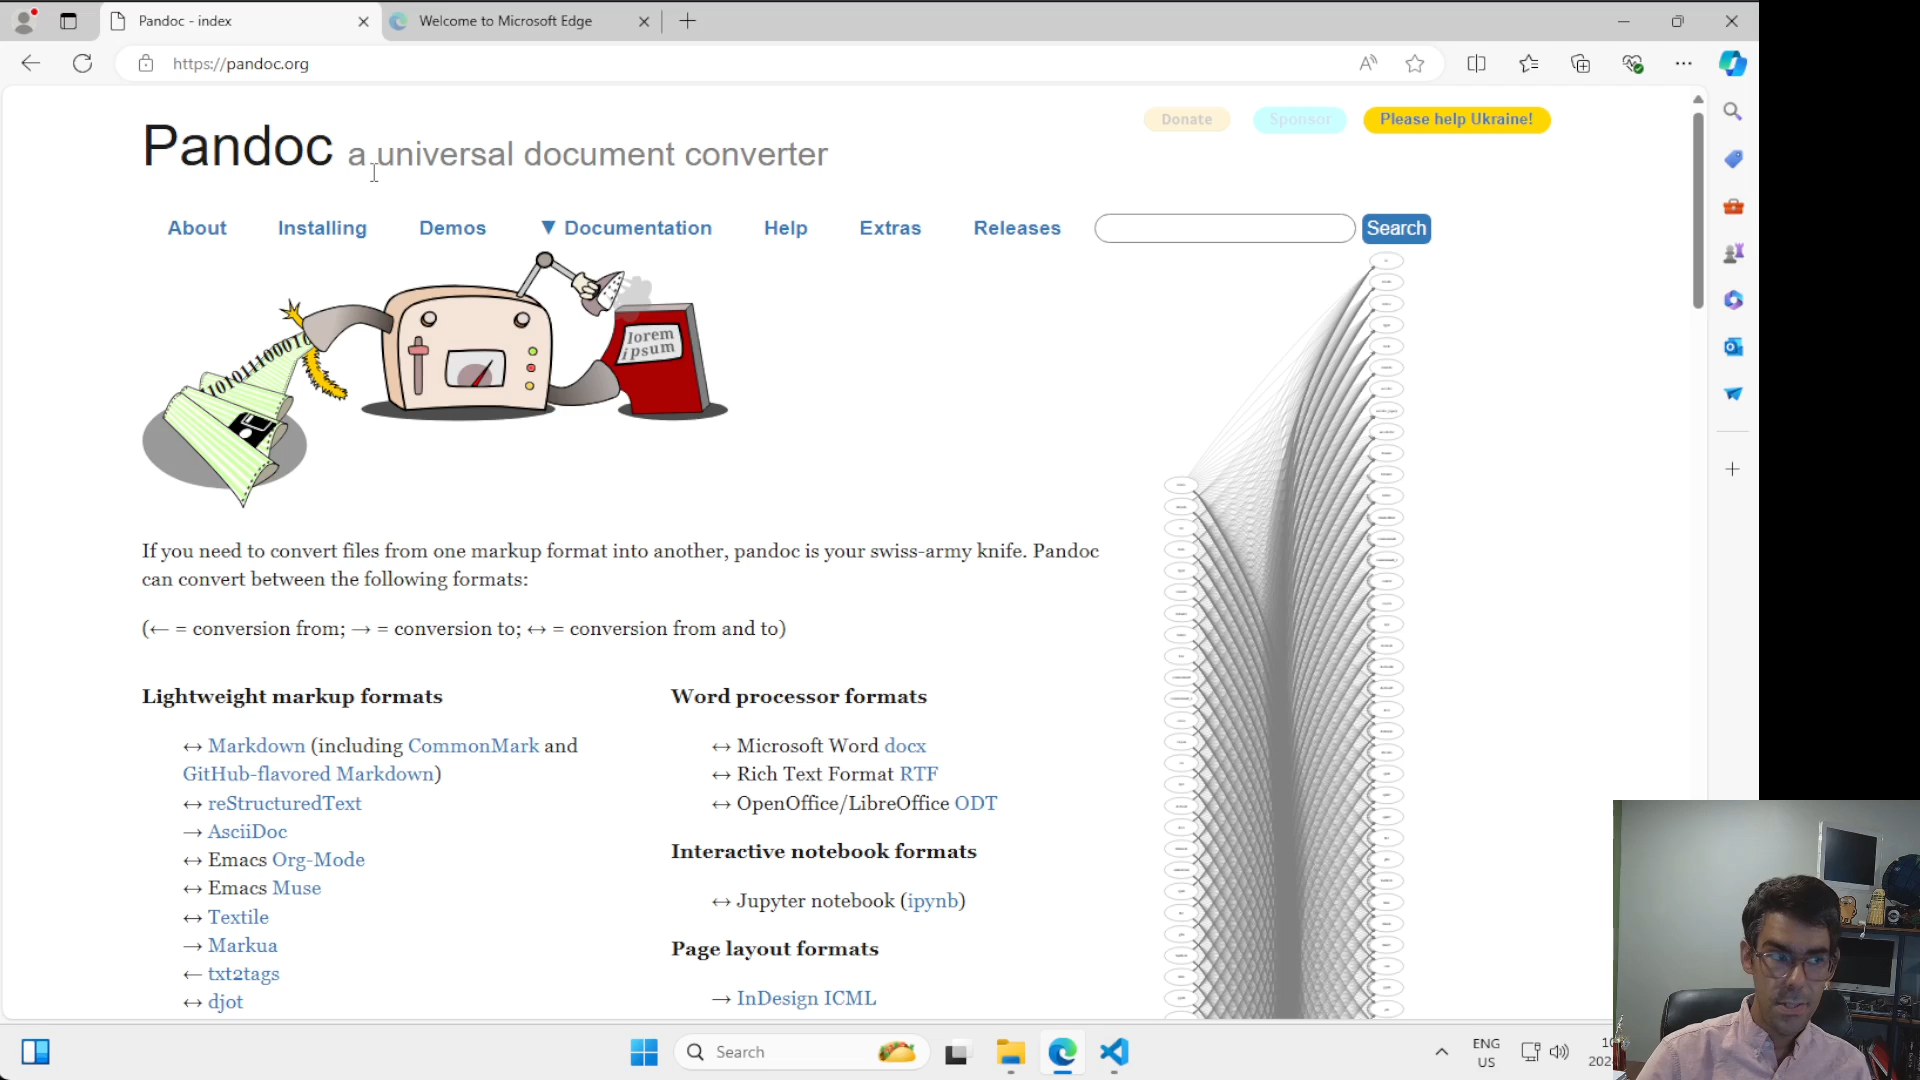 Pandoc - index
Welcome to Microsoft Edge
https://pandoc.org
Donate
Sponsor
Please help Ukraine!
Pandoc a universal document converter
About
Installing
Demos
▼ Documentation
Help
Extras
Releases
Search
1101011100010
lorem
ipsum
If you need to convert files from one markup format into another, pandoc is your swiss-army knife. Pandoc
can convert between the following formats:
(← = conversion from; → = conversion to; ↔ = conversion from and to)
Lightweight markup formats
↔ Markdown (including CommonMark and
GitHub-flavored Markdown)
↔ reStructuredText
→ AsciiDoc
↔ Emacs Org-Mode
↔ Emacs Muse
↔ Textile
→ Markua
← txt2tags
↔ djot
Word processor formats
↔ Microsoft Word docx
↔ Rich Text Format RTF
↔ OpenOffice/LibreOffice ODT
Interactive notebook formats
↔ Jupyter notebook (ipynb)
Page layout formats
→ InDesign ICML
Search
ENG
US